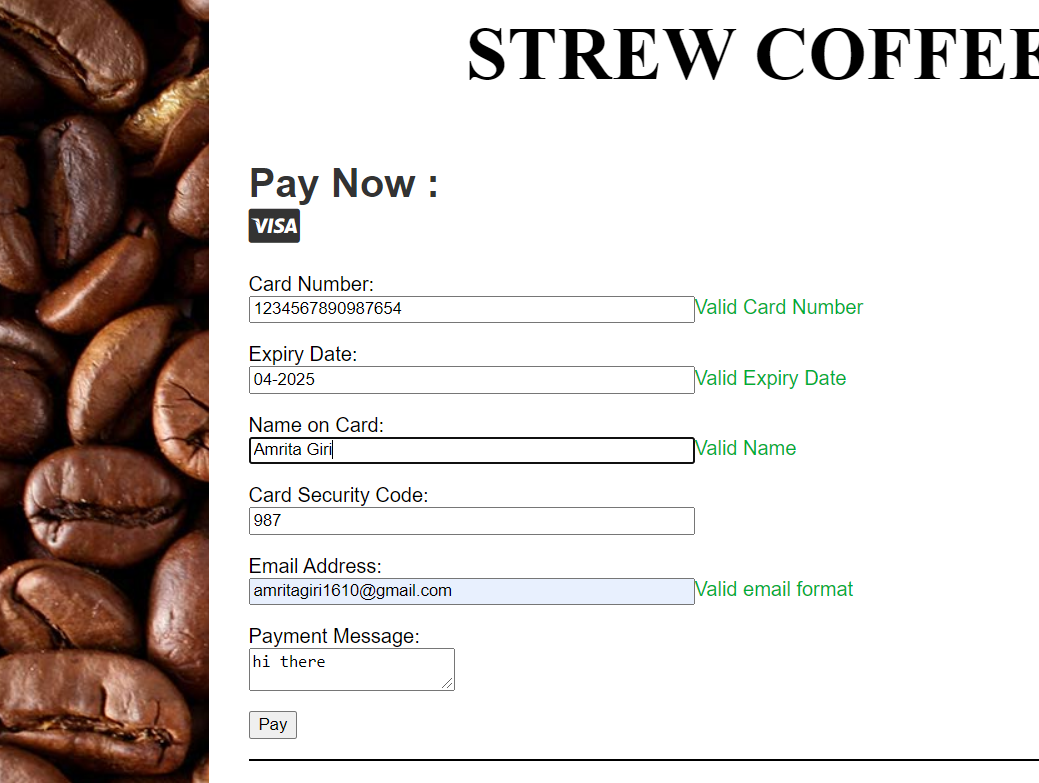 STREW COFFEE
Pay Now :
VISA
Card Number:
1234567890987654 Valid Card Number
Expiry Date:
04-2025 Valid Expiry Date
Name on Card:
Amrita Giri Valid Name
Card Security Code:
987
Email Address:
amritagiri1610@gmail.com Valid email format
Payment Message:
hi there
Pay